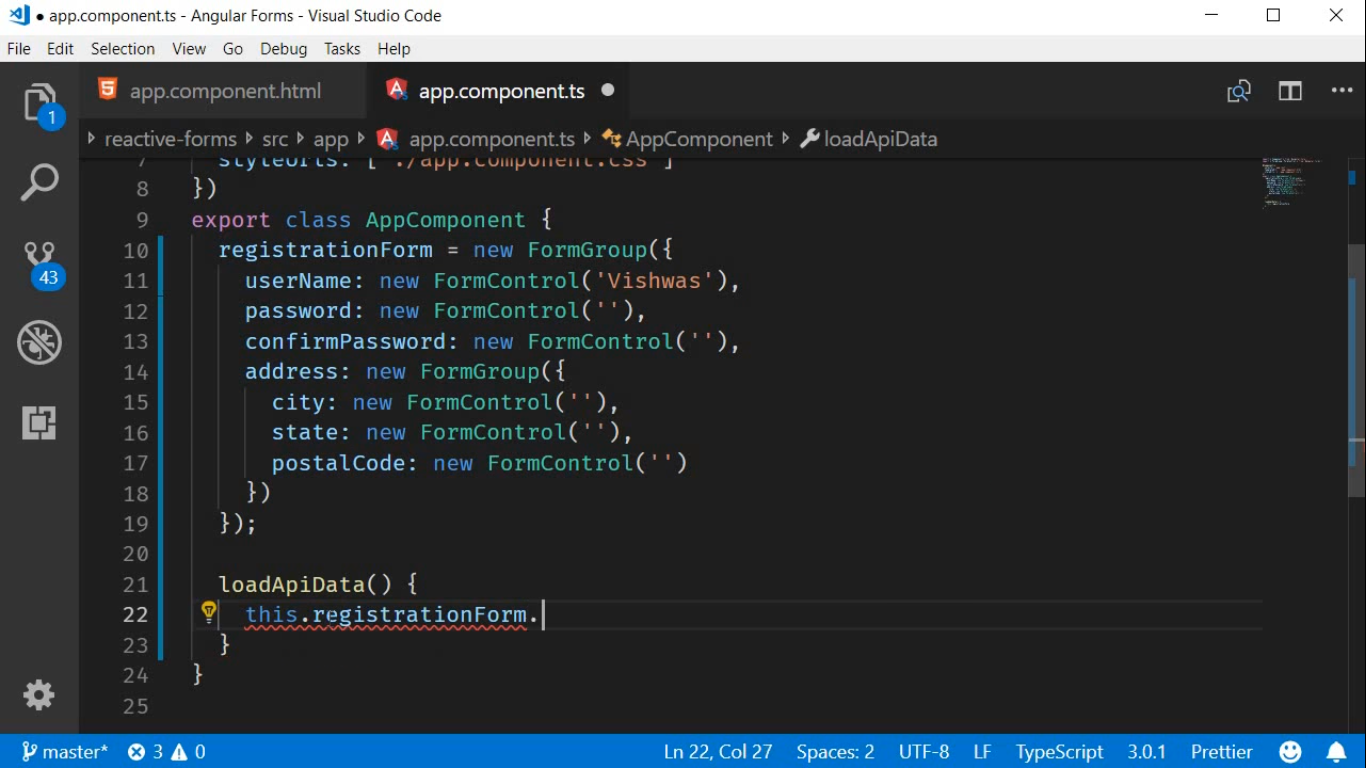 ● app.component.ts - Angular Forms - Visual Studio Code
File Edit Selection View Go Debug Tasks Help
app.component.html app.component.ts ●
reactive-forms src app app.component.ts AppComponent loadApiData
1
43
7 styleUrls: [ './app.component.css' ]
8 })
9 export class AppComponent {
10 registrationForm = new FormGroup({
11 userName: new FormControl('Vishwas'),
12 password: new FormControl(''),
13 confirmPassword: new FormControl(''),
14 address: new FormGroup({
15 city: new FormControl(''),
16 state: new FormControl(''),
17 postalCode: new FormControl('')
18 })
19 });
20
21 loadApiData() {
22 this.registrationForm.
23 }
24 }
25
master* 3 0 Ln 22, Col 27 Spaces: 2 UTF-8 LF TypeScript 3.0.1 Prettier